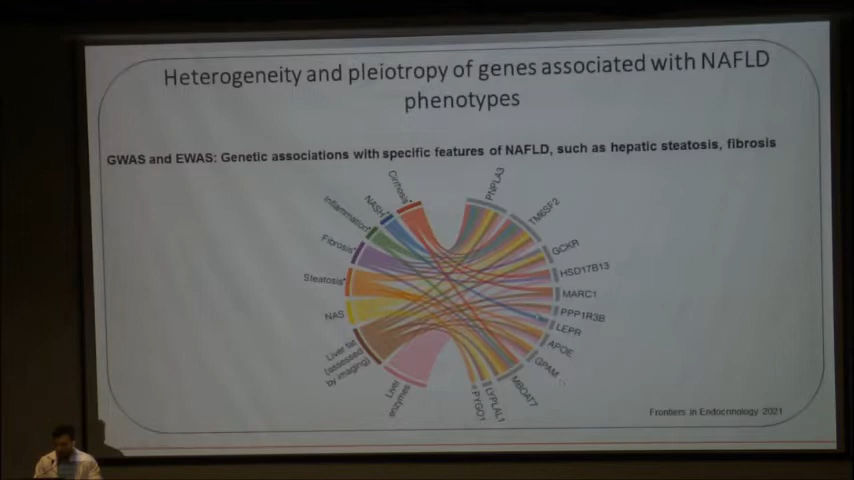 Heterogeneity and pleiotropy of genes associated with NAFLD
phenotypes
GWAS and EWAS: Genetic associations with specific features of NAFLD, such as hepatic steatosis, fibrosis
Cirrhosis*
NASH*
Inflammation*
Fibrosis*
Steatosis*
NAS
Liver fat
(assessed
by imaging)
Liver
enzymes
PNPLA3
TM6SF2
GCKR
HSD17B13
MARC1
PPP1R3B
LEPR
APOE
GPAM
MBOAT7
LYPLAL1
PYGO1
Frontiers in Endocrinology 2021